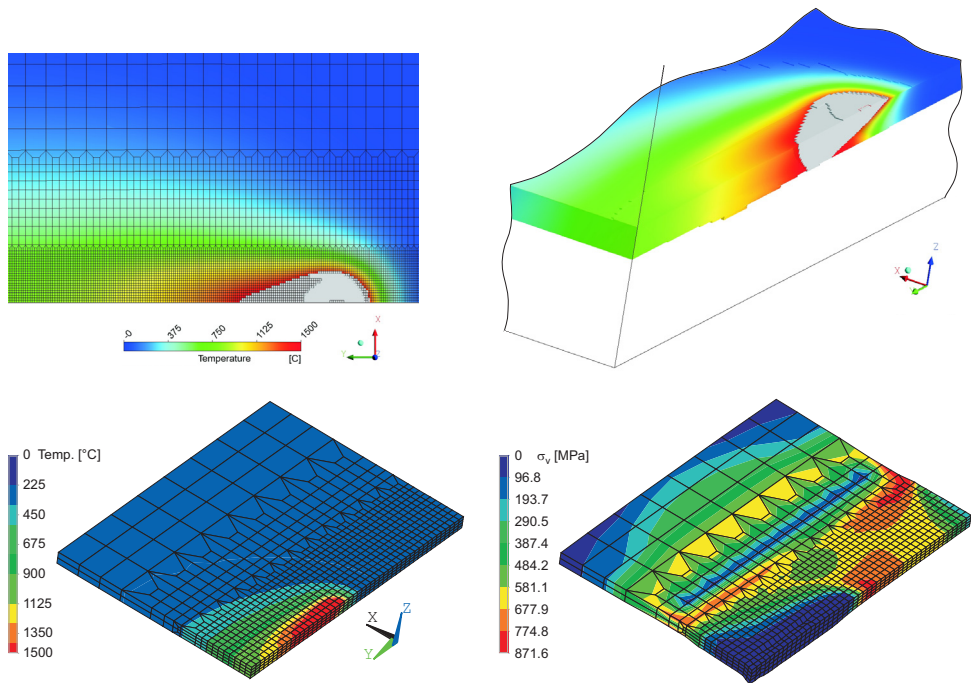 -0 375 750 1125 1500
Temperature [C]
X
Y
Z
Z
X
0 Temp. [°C]
225
450
675
900
1125
1350
1500
X
Z
Y
0 σv [MPa]
96.8
193.7
290.5
387.4
484.2
581.1
677.9
774.8
871.6